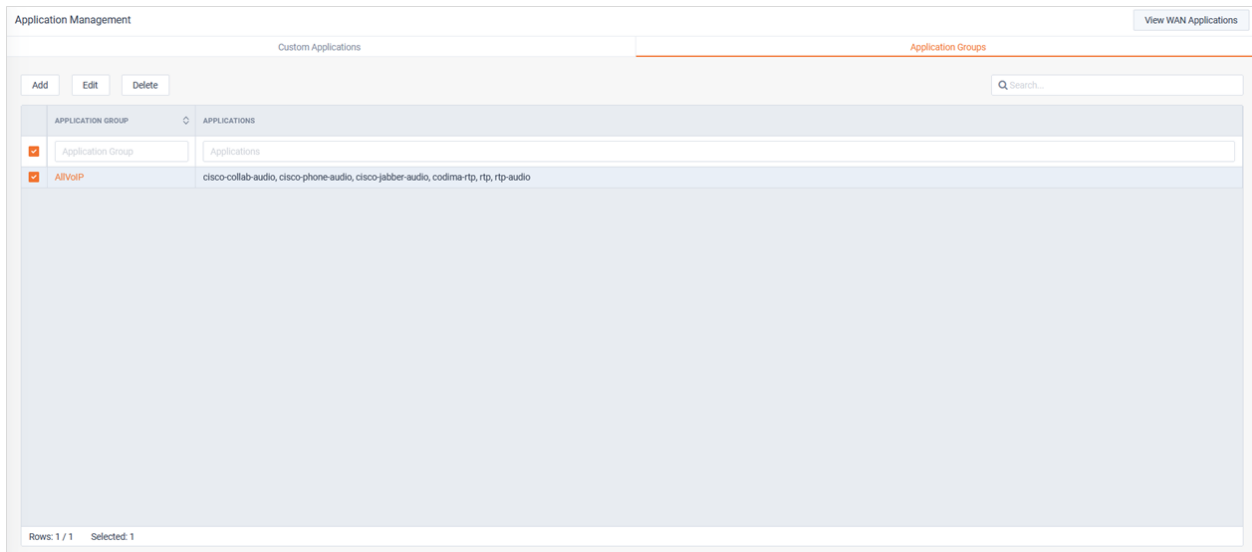 Application Management
View WAN Applications
Custom Applications
Application Groups
Add
Edit
Delete
Search...
APPLICATION GROUP
APPLICATIONS
Application Group
Applications
AllVoIP
cisco-collab-audio, cisco-phone-audio, cisco-jabber-audio, codima-rtp, rtp, rtp-audio
Rows: 1 / 1 Selected: 1